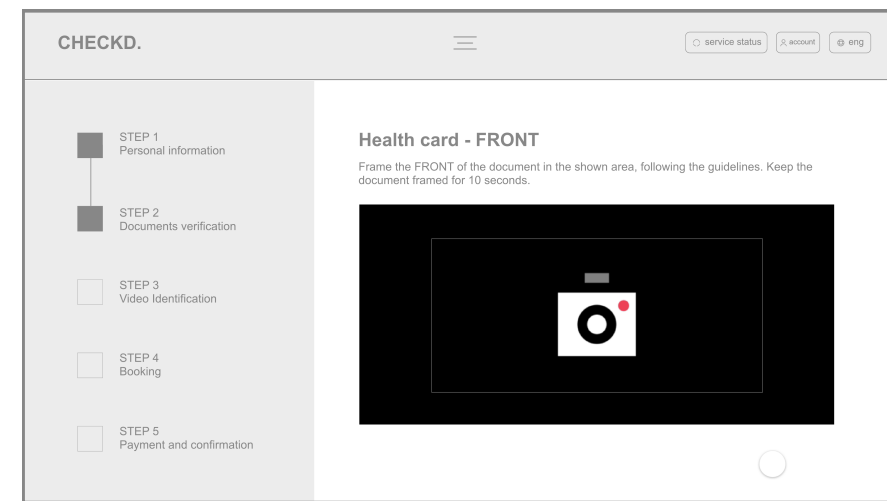 CHECKD.
service status
account
eng
STEP 1
Personal information
STEP 2
Documents verification
STEP 3
Video Identification
STEP 4
Booking
STEP 5
Payment and confirmation
Health card - FRONT
Frame the FRONT of the document in the shown area, following the guidelines. Keep the
document framed for 10 seconds.